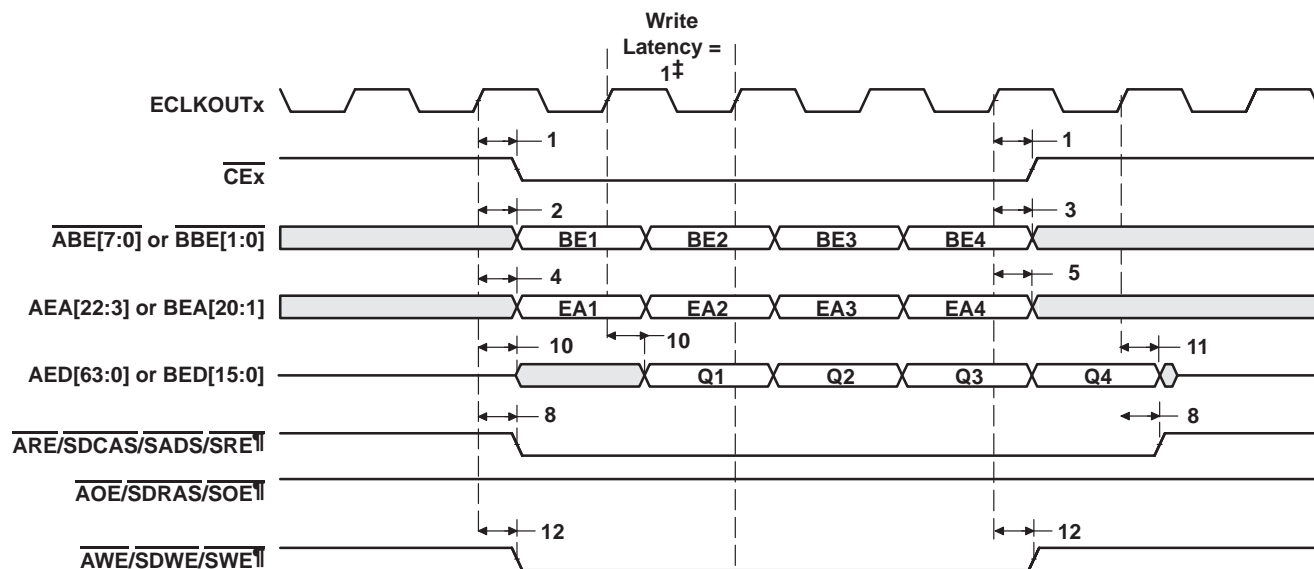 Write
Latency =
1‡
ECLKOUTx
1 1
CEx
2 3
ABE[7:0] or BBE[1:0] BE1 BE2 BE3 BE4
4 5
AEA[22:3] or BEA[20:1] EA1 EA2 EA3 EA4
10 10 11
AED[63:0] or BED[15:0] Q1 Q2 Q3 Q4
8 8
ARE/SDCAS/SADS/SRE¶
AOE/SDRAS/SOE¶
12 12
AWE/SDWE/SWE¶